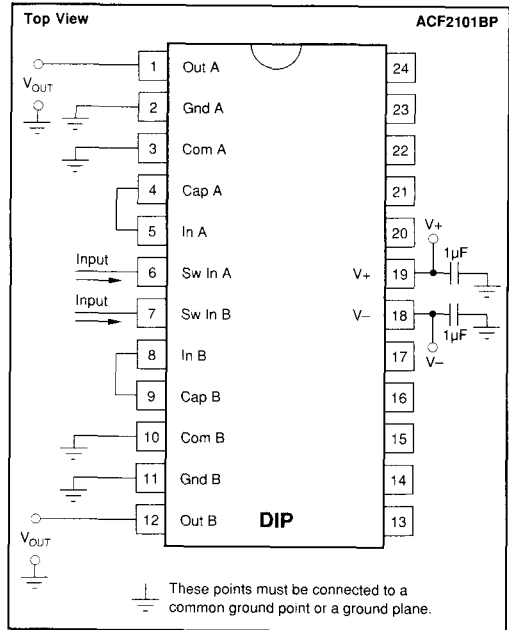 Top View ACF2101BP
1 Out A 24
V_OUT
2 Gnd A 23
3 Com A 22
4 Cap A 21
5 In A 20
V+
1µF
Input
6 Sw In A V+ 19
Input
7 Sw In B V– 18
1µF
8 In B 17
V–
9 Cap B 16
10 Com B 15
11 Gnd B 14
12 Out B DIP 13
V_OUT
These points must be connected to a
common ground point or a ground plane.